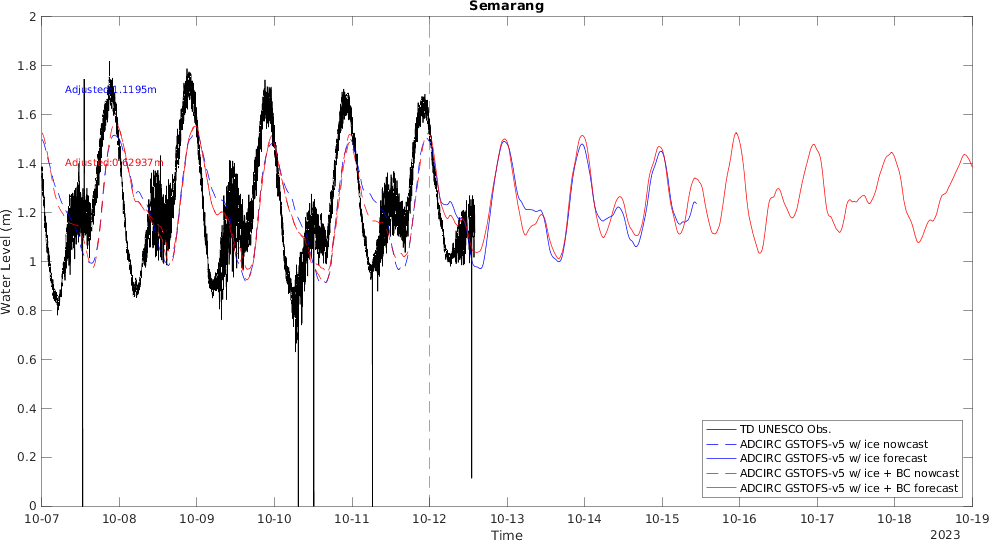 Semarang
2
1.8
1.6
1.4
1.2
1
0.8
0.6
0.4
0.2
0
Water Level (m)
Adjusted:1.1195m
Adjusted:0.62937m
TD UNESCO Obs.
ADCIRC GSTOFS-v5 w/ ice nowcast
ADCIRC GSTOFS-v5 w/ ice forecast
ADCIRC GSTOFS-v5 w/ ice + BC nowcast
ADCIRC GSTOFS-v5 w/ ice + BC forecast
10-07 10-08 10-09 10-10 10-11 10-12 10-13 10-14 10-15 10-16 10-17 10-18 10-19
Time
2023